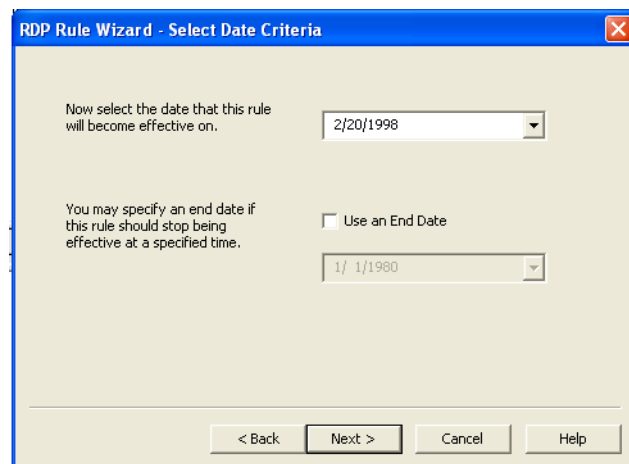 RDP Rule Wizard - Select Date Criteria
Now select the date that this rule
will become effective on.
2/20/1998
You may specify an end date if
this rule should stop being
effective at a specified time.
Use an End Date
1/ 1/1980
< Back
Next >
Cancel
Help